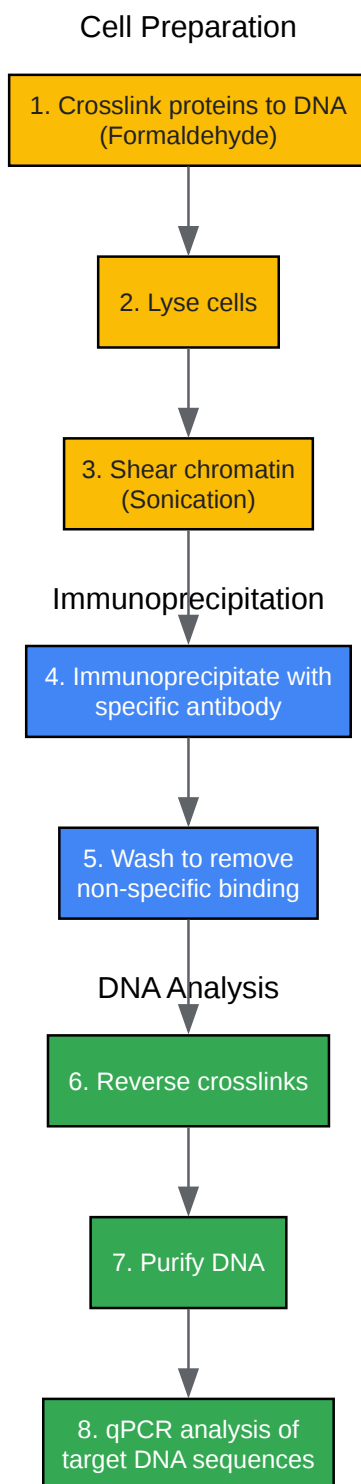 Cell Preparation
1. Crosslink proteins to DNA
(Formaldehyde)
2. Lyse cells
3. Shear chromatin
(Sonication)
Immunoprecipitation
4. Immunoprecipitate with
specific antibody
5. Wash to remove
non-specific binding
DNA Analysis
6. Reverse crosslinks
7. Purify DNA
8. qPCR analysis of
target DNA sequences